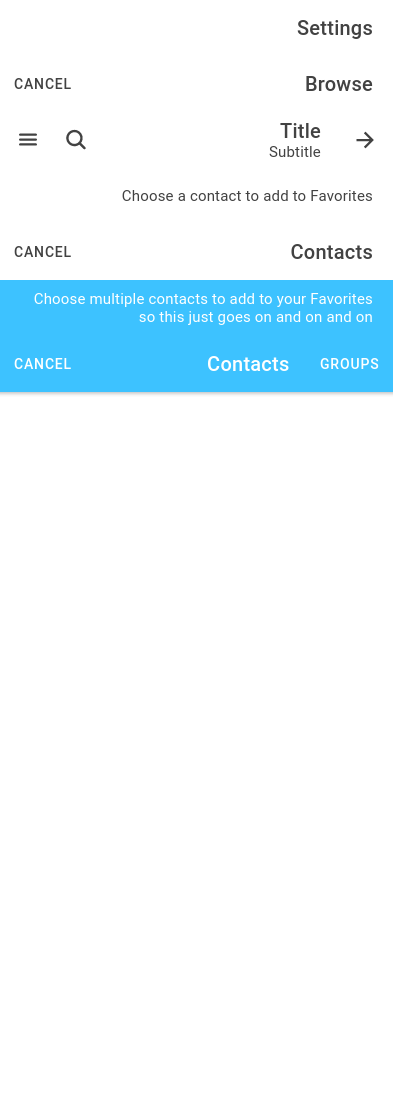 Settings
CANCEL Browse
Title
Subtitle
Choose a contact to add to Favorites
CANCEL Contacts
Choose multiple contacts to add to your Favorites
so this just goes on and on and on
CANCEL Contacts GROUPS